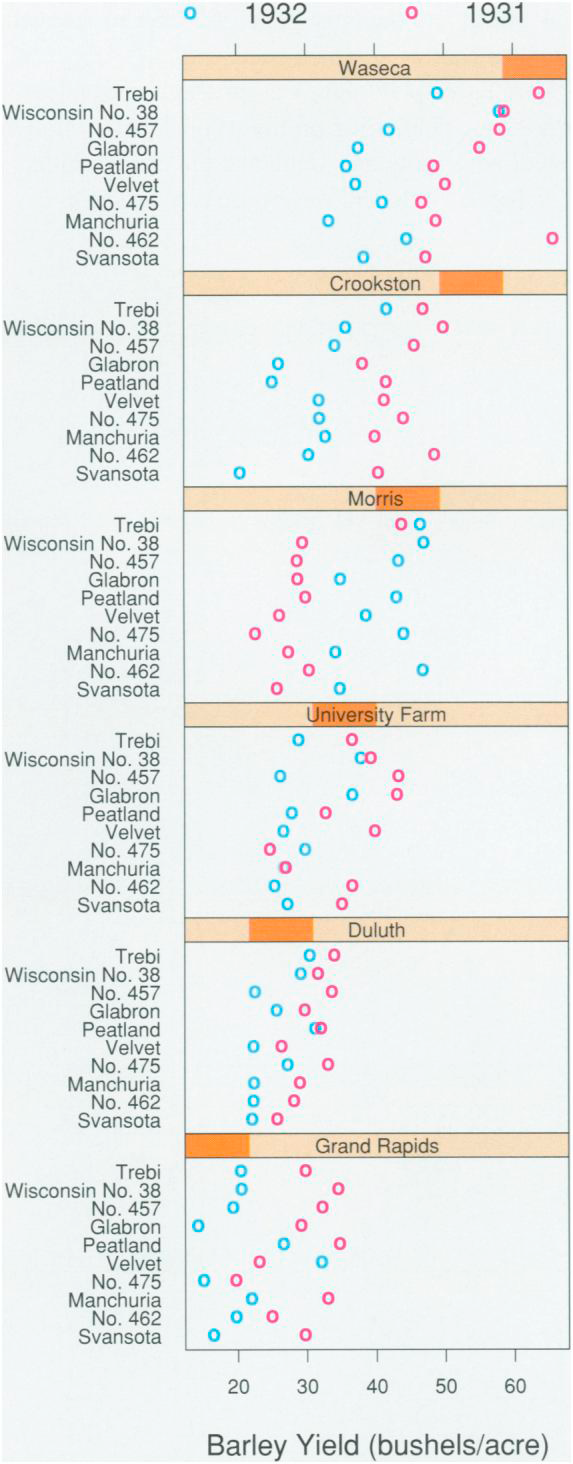 1932 1931
Waseca
Trebi
Wisconsin No. 38
No. 457
Glabron
Peatland
Velvet
No. 475
Manchuria
No. 462
Svansota
Crookston
Trebi
Wisconsin No. 38
No. 457
Glabron
Peatland
Velvet
No. 475
Manchuria
No. 462
Svansota
Morris
Trebi
Wisconsin No. 38
No. 457
Glabron
Peatland
Velvet
No. 475
Manchuria
No. 462
Svansota
University Farm
Trebi
Wisconsin No. 38
No. 457
Glabron
Peatland
Velvet
No. 475
Manchuria
No. 462
Svansota
Duluth
Trebi
Wisconsin No. 38
No. 457
Glabron
Peatland
Velvet
No. 475
Manchuria
No. 462
Svansota
Grand Rapids
Trebi
Wisconsin No. 38
No. 457
Glabron
Peatland
Velvet
No. 475
Manchuria
No. 462
Svansota
20 30 40 50 60
Barley Yield (bushels/acre)